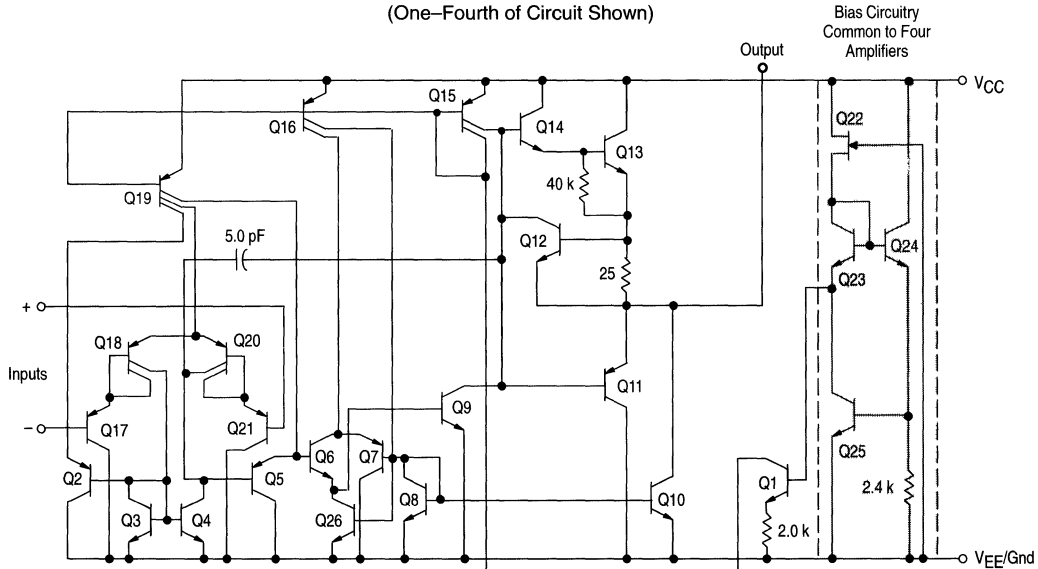 (One–Fourth of Circuit Shown)
Bias Circuitry
Common to Four
Amplifiers
Output
VCC
Q15
Q22
Q16
Q14
Q13
40 k
Q19
5.0 pF
Q12
Q24
25
Q23
+
Q18
Q20
Inputs
Q11
Q9
–
Q17
Q21
Q25
Q2
Q5
Q6
Q7
Q1
2.4 k
Q8
Q10
Q3
Q4
Q26
2.0 k
VEE/Gnd